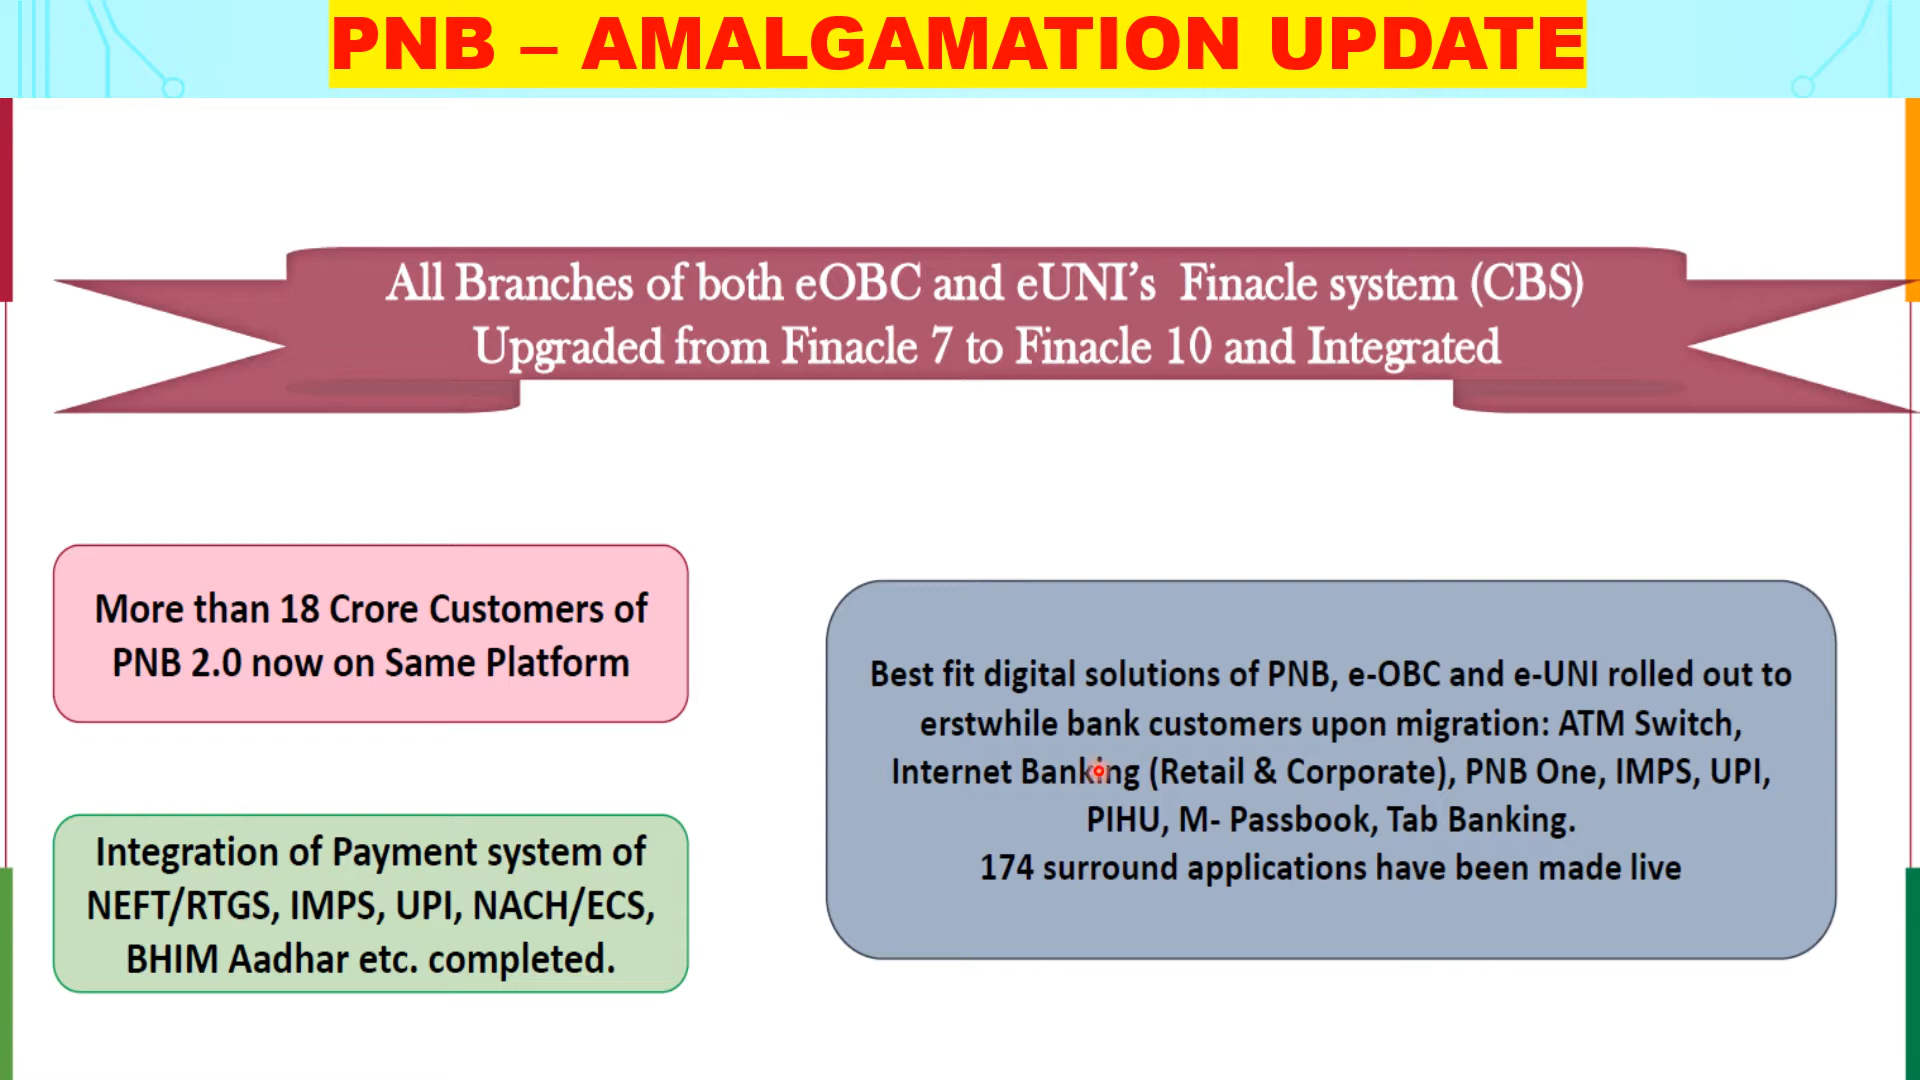 PNB – AMALGAMATION UPDATE
All Branches of both eOBC and eUNI’s Finacle system (CBS)
Upgraded from Finacle 7 to Finacle 10 and Integrated
More than 18 Crore Customers of
PNB 2.0 now on Same Platform
Integration of Payment system of
NEFT/RTGS, IMPS, UPI, NACH/ECS,
BHIM Aadhar etc. completed.
Best fit digital solutions of PNB, e-OBC and e-UNI rolled out to
erstwhile bank customers upon migration: ATM Switch,
Internet Banking (Retail & Corporate), PNB One, IMPS, UPI,
PIHU, M- Passbook, Tab Banking.
174 surround applications have been made live